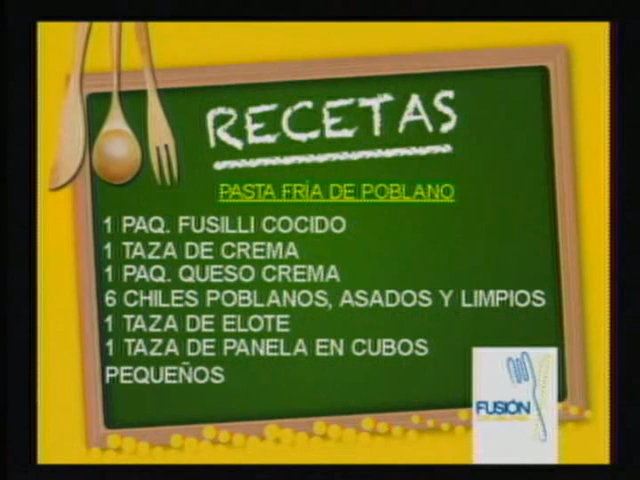 RECETAS
PASTA FRÍA DE POBLANO
1 PAQ. FUSILLI COCIDO
1 TAZA DE CREMA
1 PAQ. QUESO CREMA
6 CHILES POBLANOS, ASADOS Y LIMPIOS
1 TAZA DE ELOTE
1 TAZA DE PANELA EN CUBOS
PEQUEÑOS
FUSIÓN